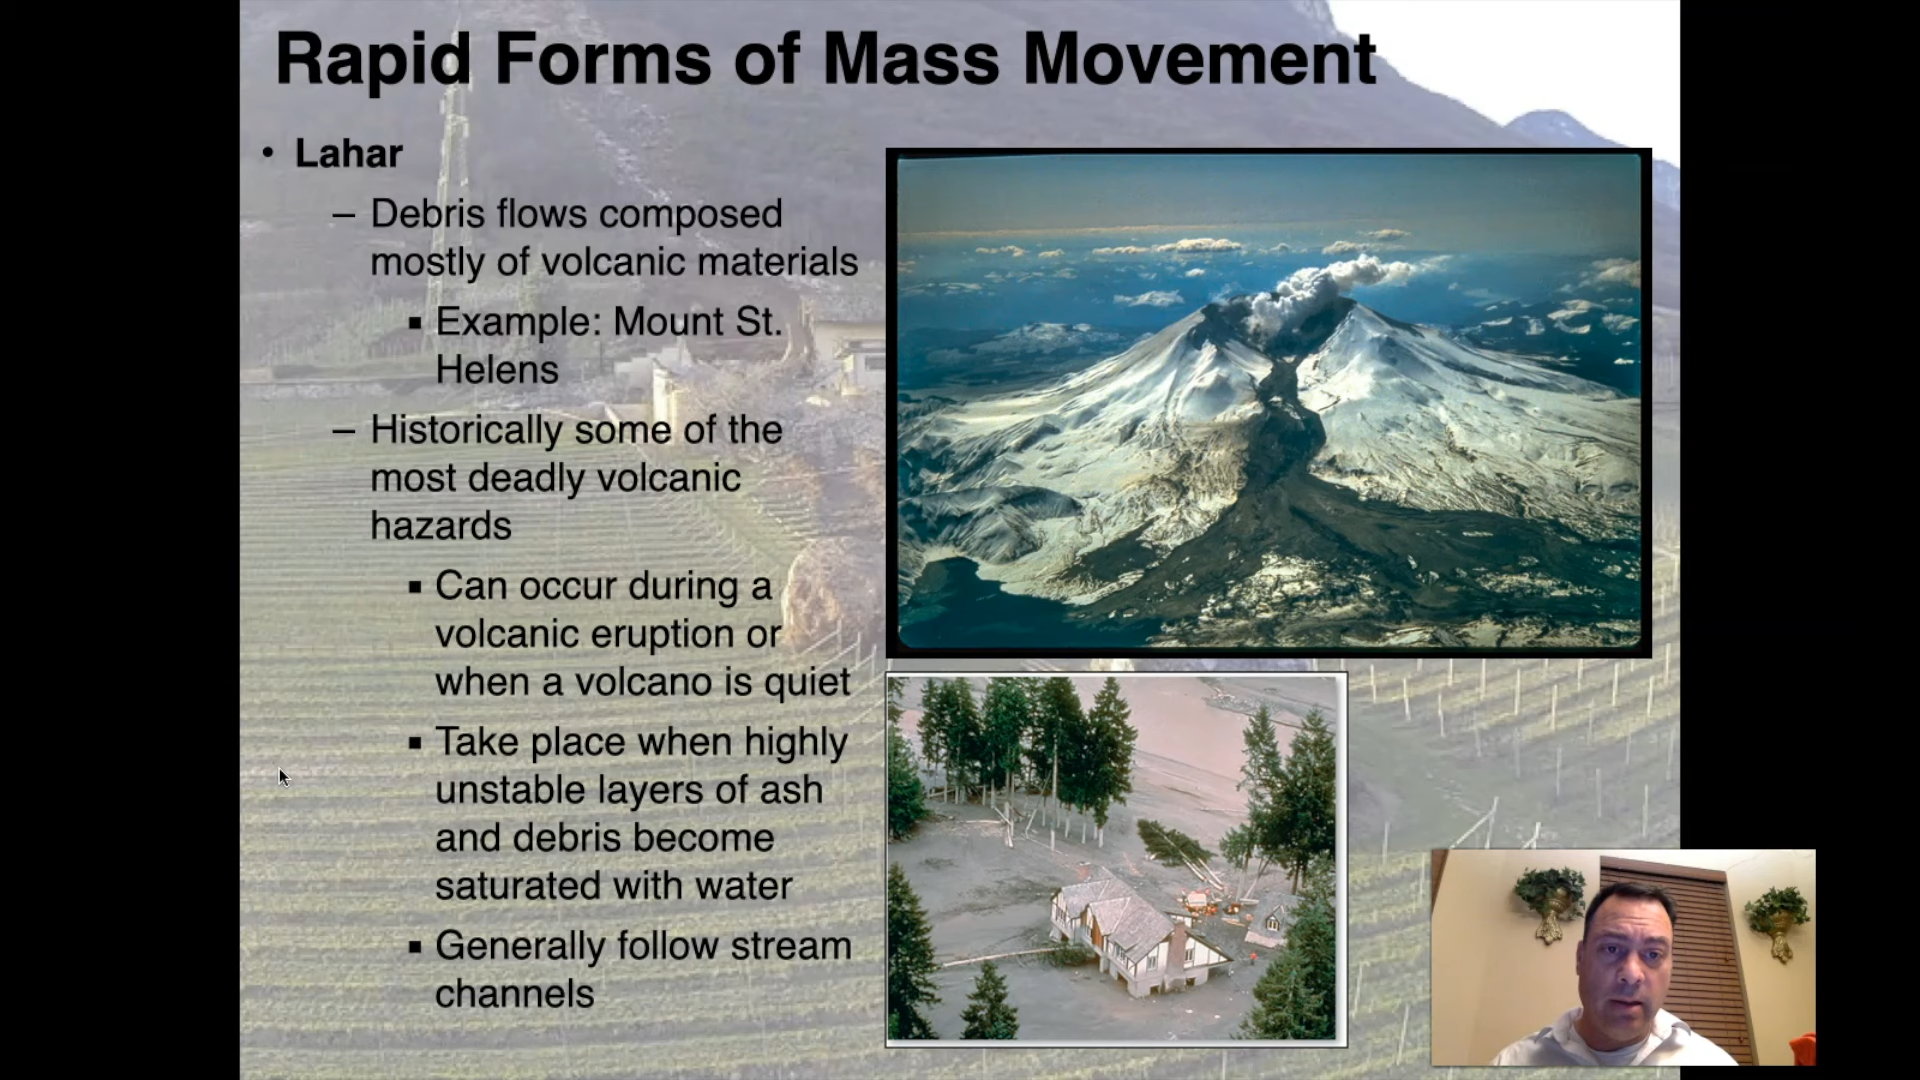 Rapid Forms of Mass Movement
• Lahar
– Debris flows composed
mostly of volcanic materials
▪ Example: Mount St.
Helens
– Historically some of the
most deadly volcanic
hazards
▪ Can occur during a
volcanic eruption or
when a volcano is quiet
▪ Take place when highly
unstable layers of ash
and debris become
saturated with water
▪ Generally follow stream
channels